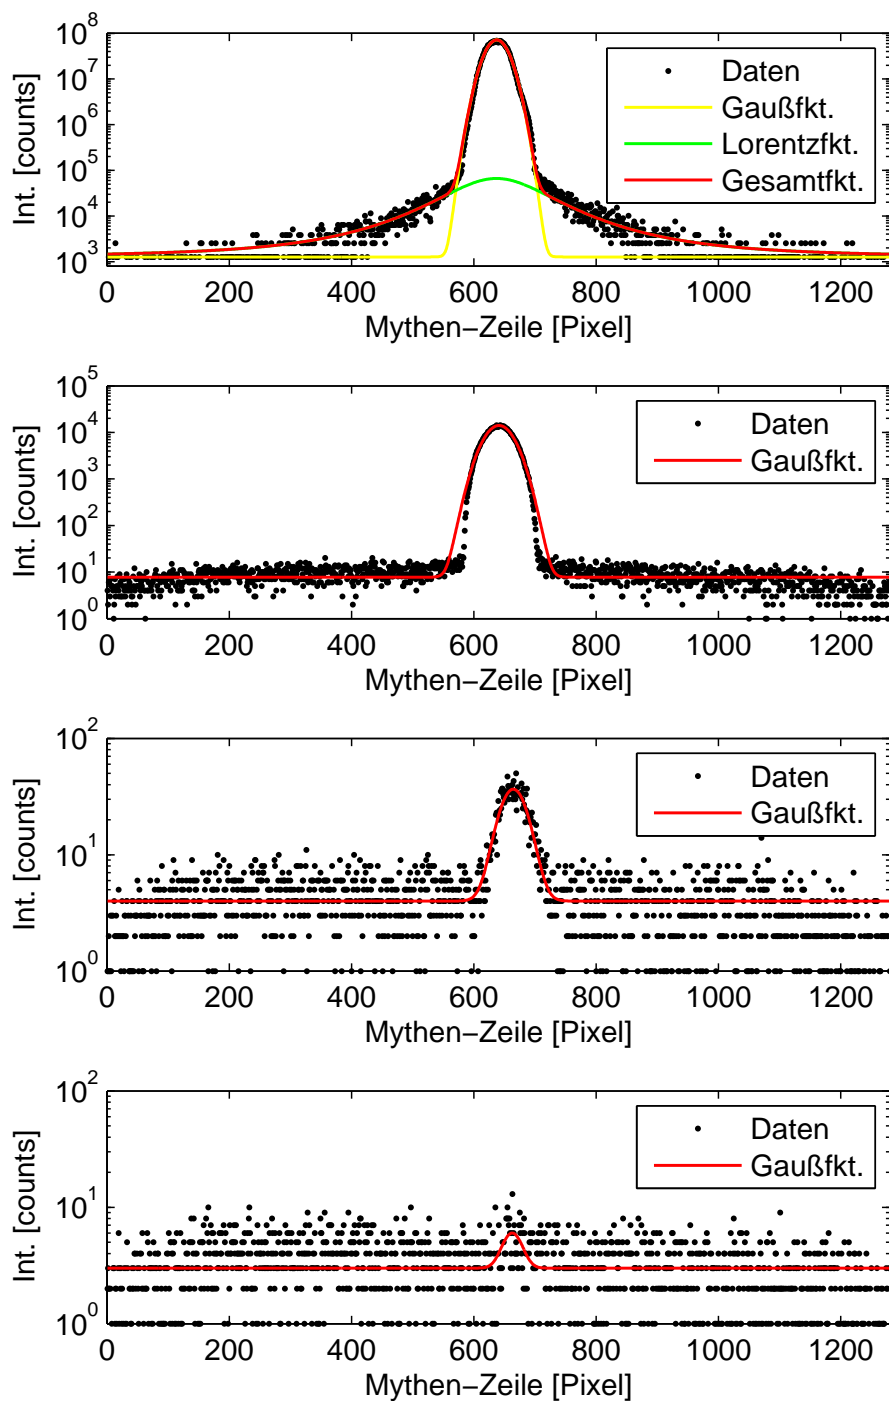 10^8
10^7
10^6
10^5
10^4
10^3
Int. [counts]
Daten
Gaußfkt.
Lorentzfkt.
Gesamtfkt.
0 200 400 600 800 1000 1200
Mythen−Zeile [Pixel]
10^5
10^4
10^3
10^2
10^1
10^0
Int. [counts]
Daten
Gaußfkt.
0 200 400 600 800 1000 1200
Mythen−Zeile [Pixel]
10^2
10^1
10^0
Int. [counts]
Daten
Gaußfkt.
0 200 400 600 800 1000 1200
Mythen−Zeile [Pixel]
10^2
10^1
10^0
Int. [counts]
Daten
Gaußfkt.
0 200 400 600 800 1000 1200
Mythen−Zeile [Pixel]